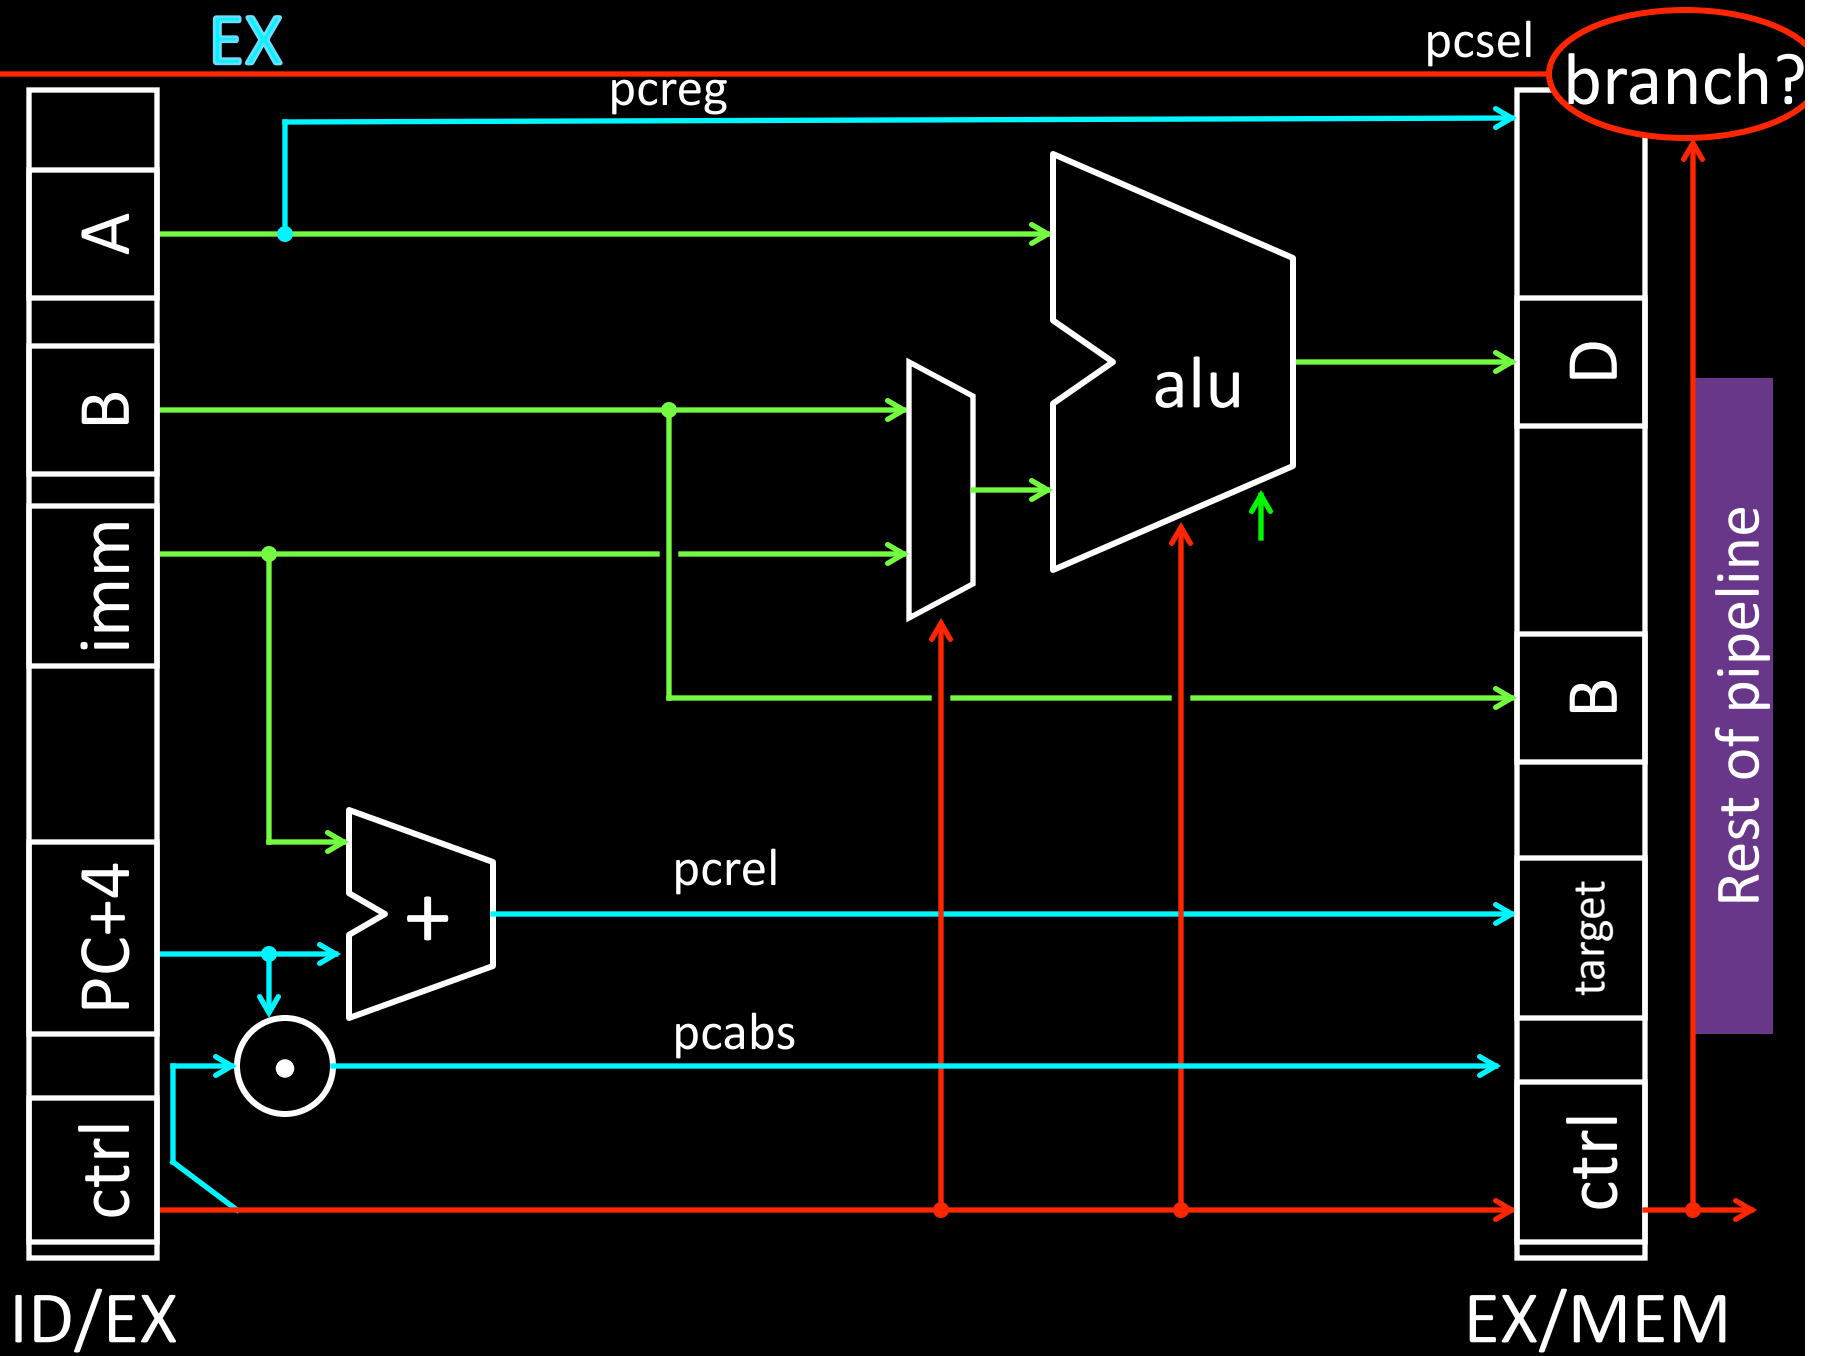 EX
pcsel
branch?
pcreg
A
B
imm
PC+4
ctrl
alu
+
pcrel
pcabs
D
B
target
ctrl
Rest of pipeline
ID/EX
EX/MEM